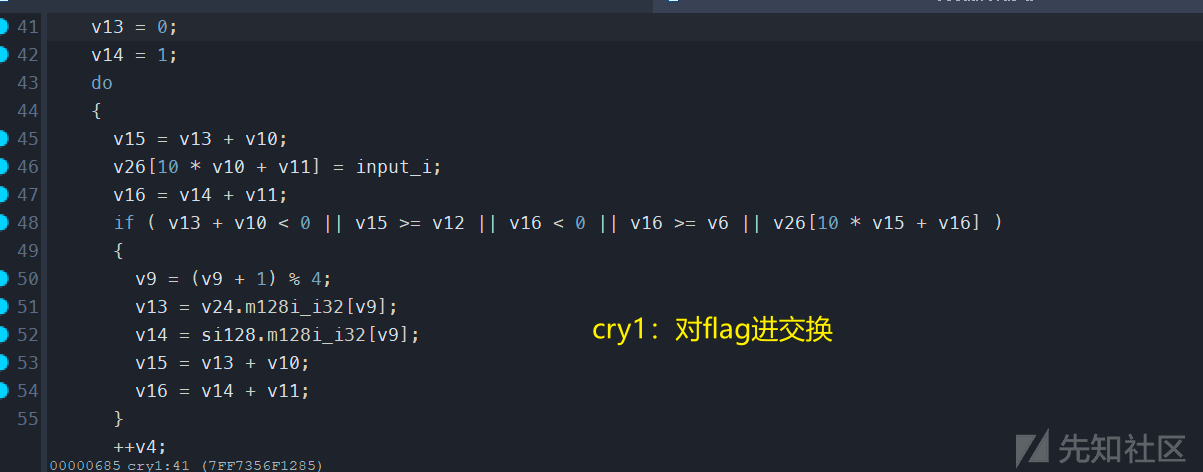 41 v13 = 0;
42 v14 = 1;
43 do
44 {
45 v15 = v13 + v10;
46 v26[10 * v10 + v11] = input_i;
47 v16 = v14 + v11;
48 if ( v13 + v10 < 0 || v15 >= v12 || v16 < 0 || v16 >= v6 || v26[10 * v15 + v16] )
49 {
50 v9 = (v9 + 1) % 4;
51 v13 = v24.m128i_i32[v9];
52 v14 = si128.m128i_i32[v9];
cry1：对flag进交换
53 v15 = v13 + v10;
54 v16 = v14 + v11;
55 }
++v4;
00000685 cry1:41 (7FF7356F1285)
先知社区